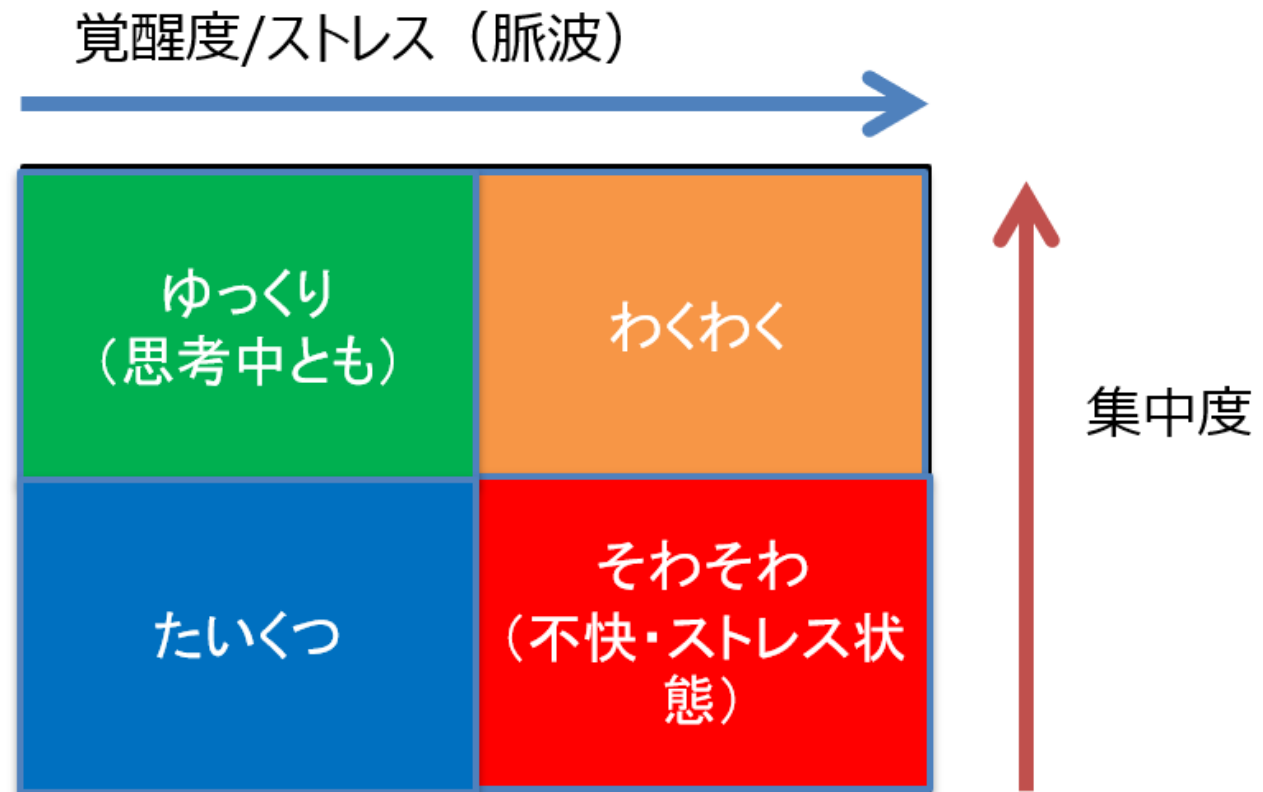 覚醒度/ストレス（脈波）
ゆっくり
（思考中とも）
わくわく
集中度
たいくつ
そわそわ
（不快・ストレス状
態）